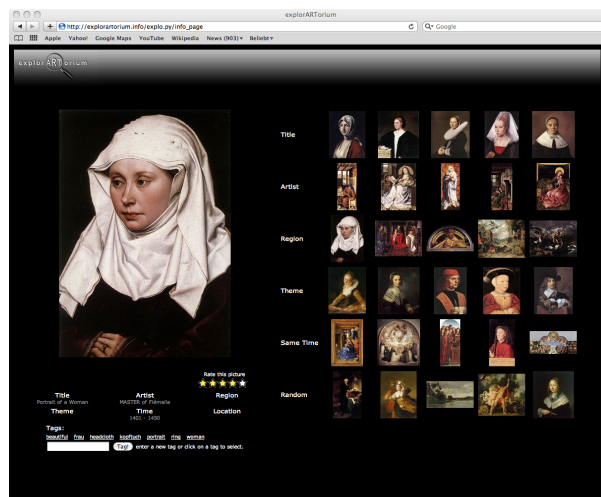 explorARTorium
http://explorartorium.info/explo.py/info_page
Google
Apple Yahoo! Google Maps YouTube Wikipedia News (903) Beliebt
explorARTorium
Title
Artist
Region
Theme
Same Time
Random
Rate this picture
Title Artist Region
Portrait of a Woman MASTER of Flémalle
Theme Time Location
1401 - 1450
Tags:
beautiful frau headcloth kopftuch portrait ring woman
Tag! enter a new tag or click on a tag to select.